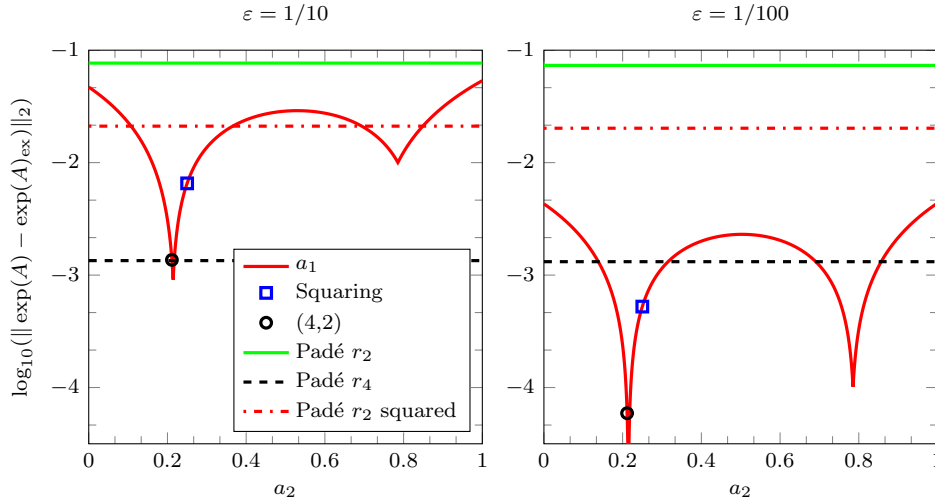 ε = 1/10
ε = 1/100
log₁₀(‖ exp(A) − exp(A)ₑₓ)‖₂)
−1
−2
−3
−4
0
0.2
0.4
0.6
0.8
1
a₂
a₁
Squaring
(4,2)
Padé r₂
Padé r₄
Padé r₂ squared
−1
−2
−3
−4
0
0.2
0.4
0.6
0.8
1
a₂